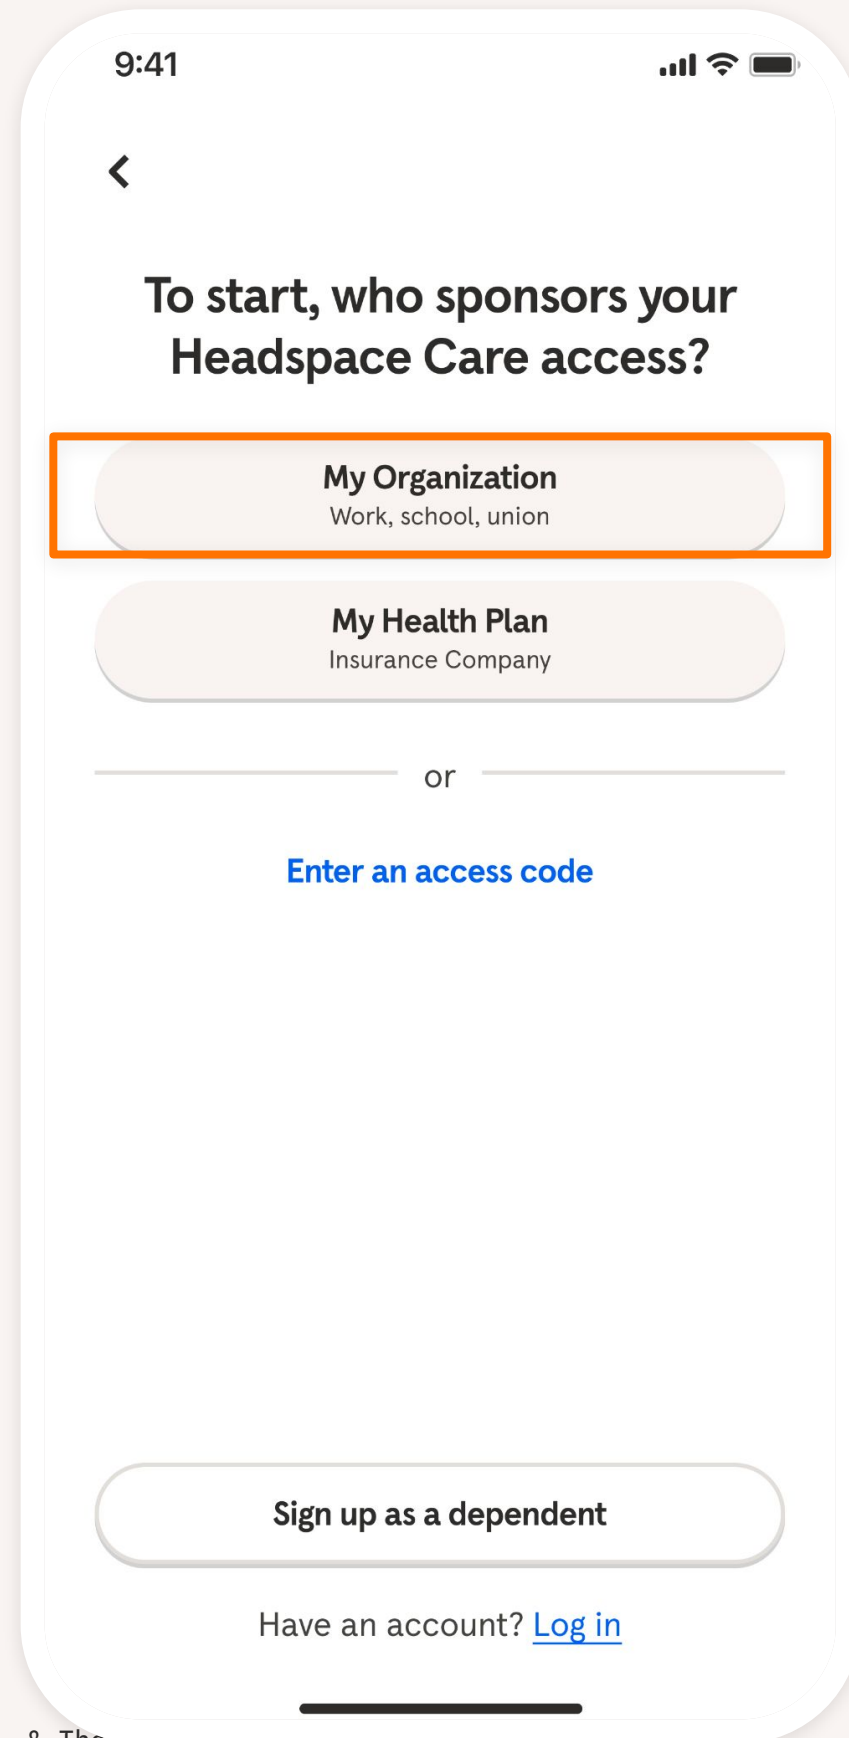 9:41
To start, who sponsors your
Headspace Care access?
My Organization
Work, school, union
My Health Plan
Insurance Company
or
Enter an access code
Sign up as a dependent
Have an account? Log in